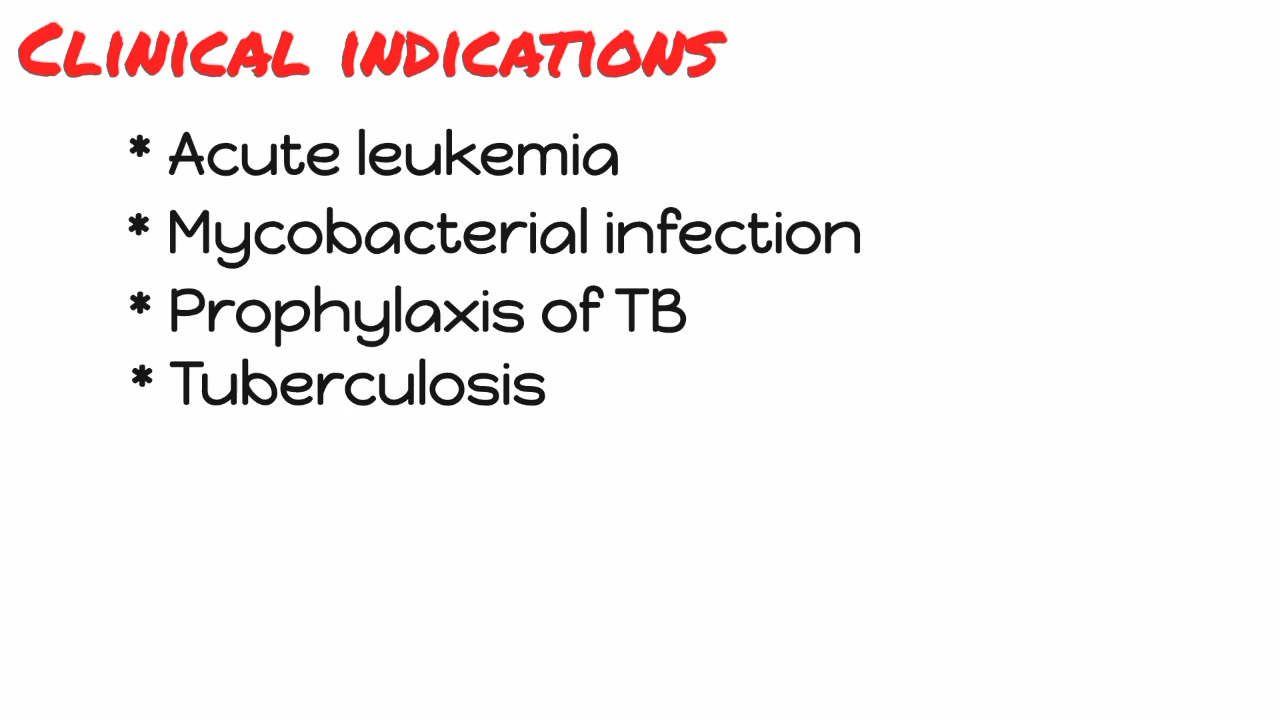 Clinical indications
* Acute leukemia
* Mycobacterial infection
* Prophylaxis of TB
* Tuberculosis